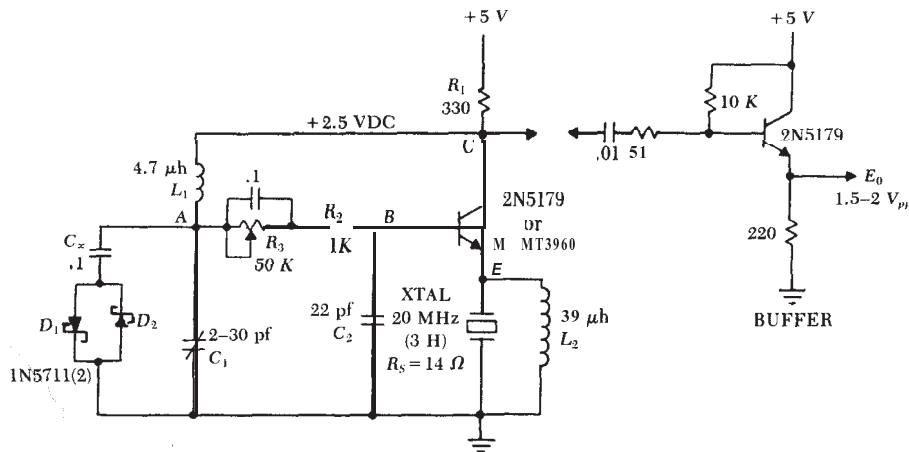 +5 V
+5 V
R1
330
10 K
+2.5 VDC
C
2N5179
.01 51
E0
1.5–2 Vpp
4.7 μh
L1
.1
2N5179
or
M MT3960
A
R2
B
1K
R3
50 K
220
Cx
.1
E
XTAL
20 MHz
(3 H)
RS = 14 Ω
39 μh
L2
BUFFER
D1
D2
2–30 pf
C1
22 pf
C2
1N5711(2)